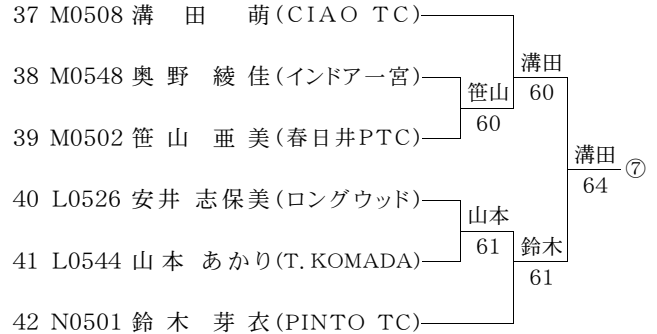 37 M0508 溝田 萌(CIAO TC)
溝田
38 M0548 奥野 綾佳(インドア一宮)
笹山
60
60
39 M0502 笹山 亜美(春日井PTC)
溝田
⑦
64
40 L0526 安井 志保美(ロングウッド)
山本
61
鈴木
41 L0544 山本 あかり(T.KOMADA)
61
42 N0501 鈴木 芽衣(PINTO TC)